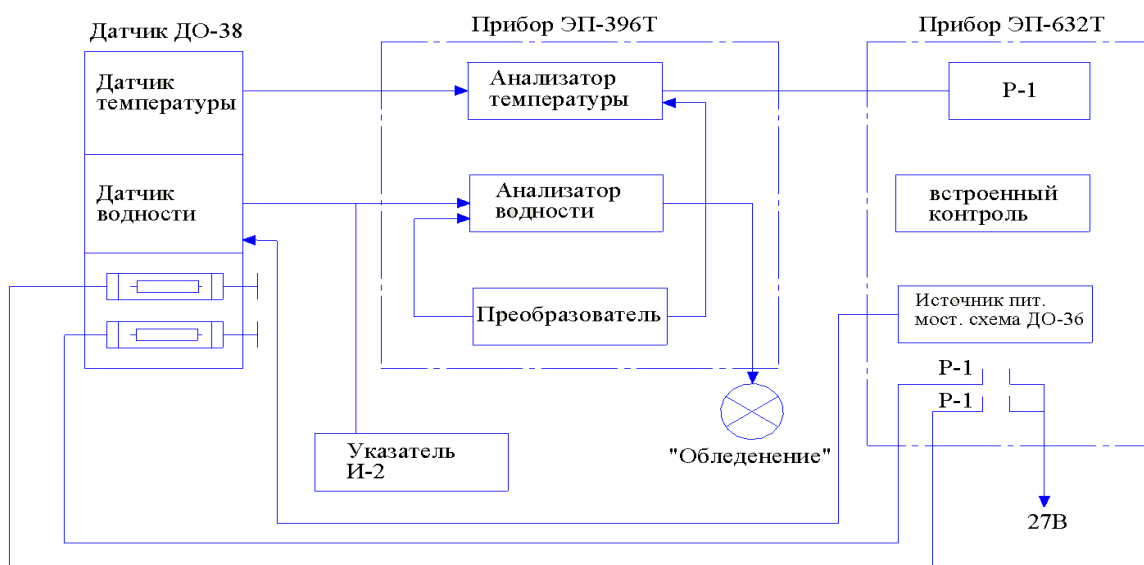 Датчик ДО-38
Прибор ЭП-396Т
Прибор ЭП-632Т
Датчик
температуры
Анализатор
температуры
Р-1
Датчик
водности
Анализатор
водности
встроенный
контроль
Преобразователь
Источник пит.
мост. схема ДО-36
Р-1
Р-1
Указатель
И-2
"Обледенение"
27В